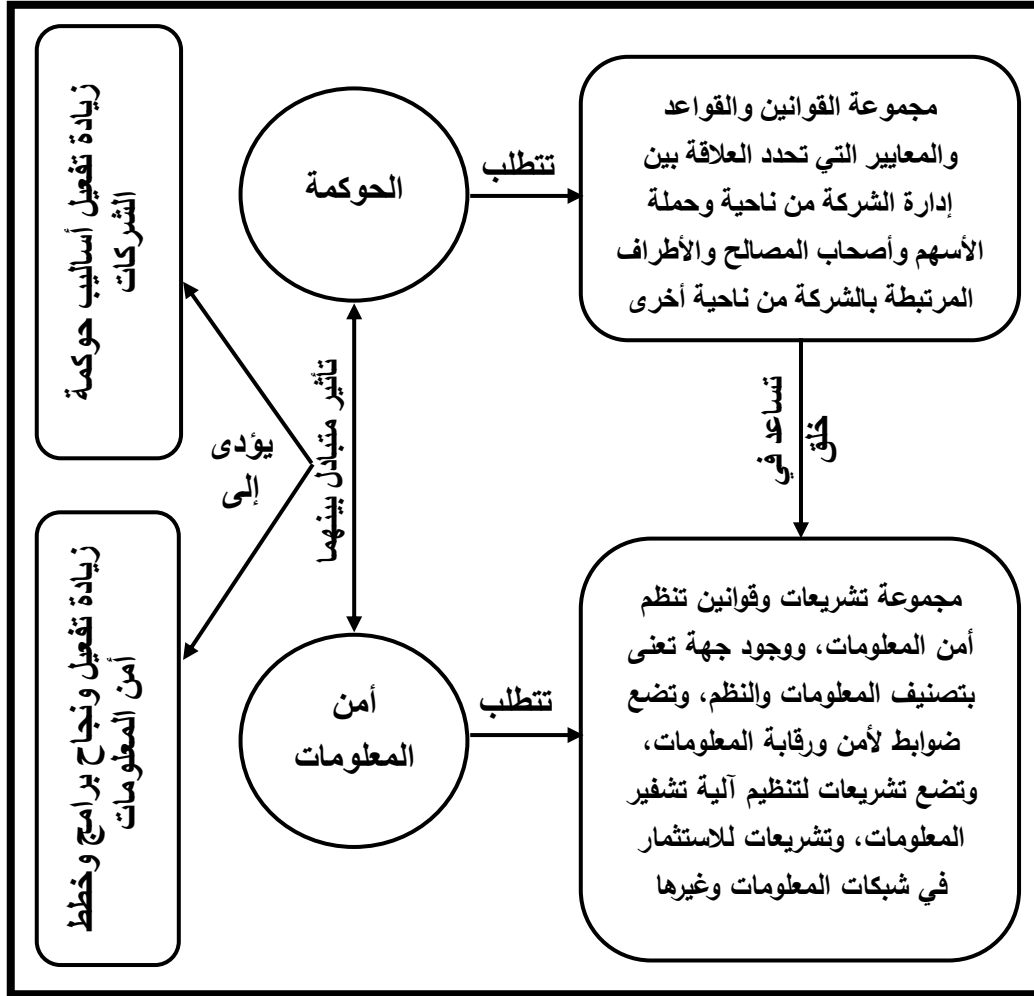 مجموعة القوانين والقواعد
والمعايير التي تحدد العلاقة بين
إدارة الشركة من ناحية وحملة
الأسهم وأصحاب المصالح والأطراف
المرتبطة بالشركة من ناحية أخرى
تتطلب
الحوكمة
زيادة تفعيل أساليب حوكمة
الشركات
تساعد في
خلق
تأثير متبادل بينهما
يؤدى
إلى
مجموعة تشريعات وقوانين تنظم
أمن المعلومات، ووجود جهة تعنى
بتصنيف المعلومات والنظم، وتضع
ضوابط لأمن ورقابة المعلومات،
وتضع تشريعات لتنظيم آلية تشفير
المعلومات، وتشريعات للاستثمار
في شبكات المعلومات وغيرها
تتطلب
أمن
المعلومات
زيادة تفعيل ونجاح برامج وخطط
أمن المعلومات